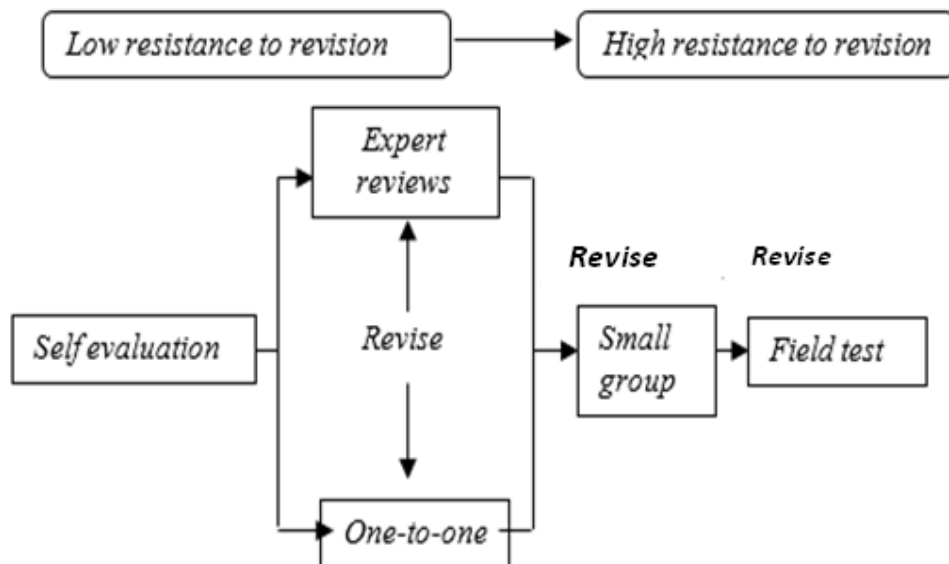 Low resistance to revision
High resistance to revision
Expert
reviews
Revise
Revise
Self evaluation
Revise
Small
group
Field test
One-to-one